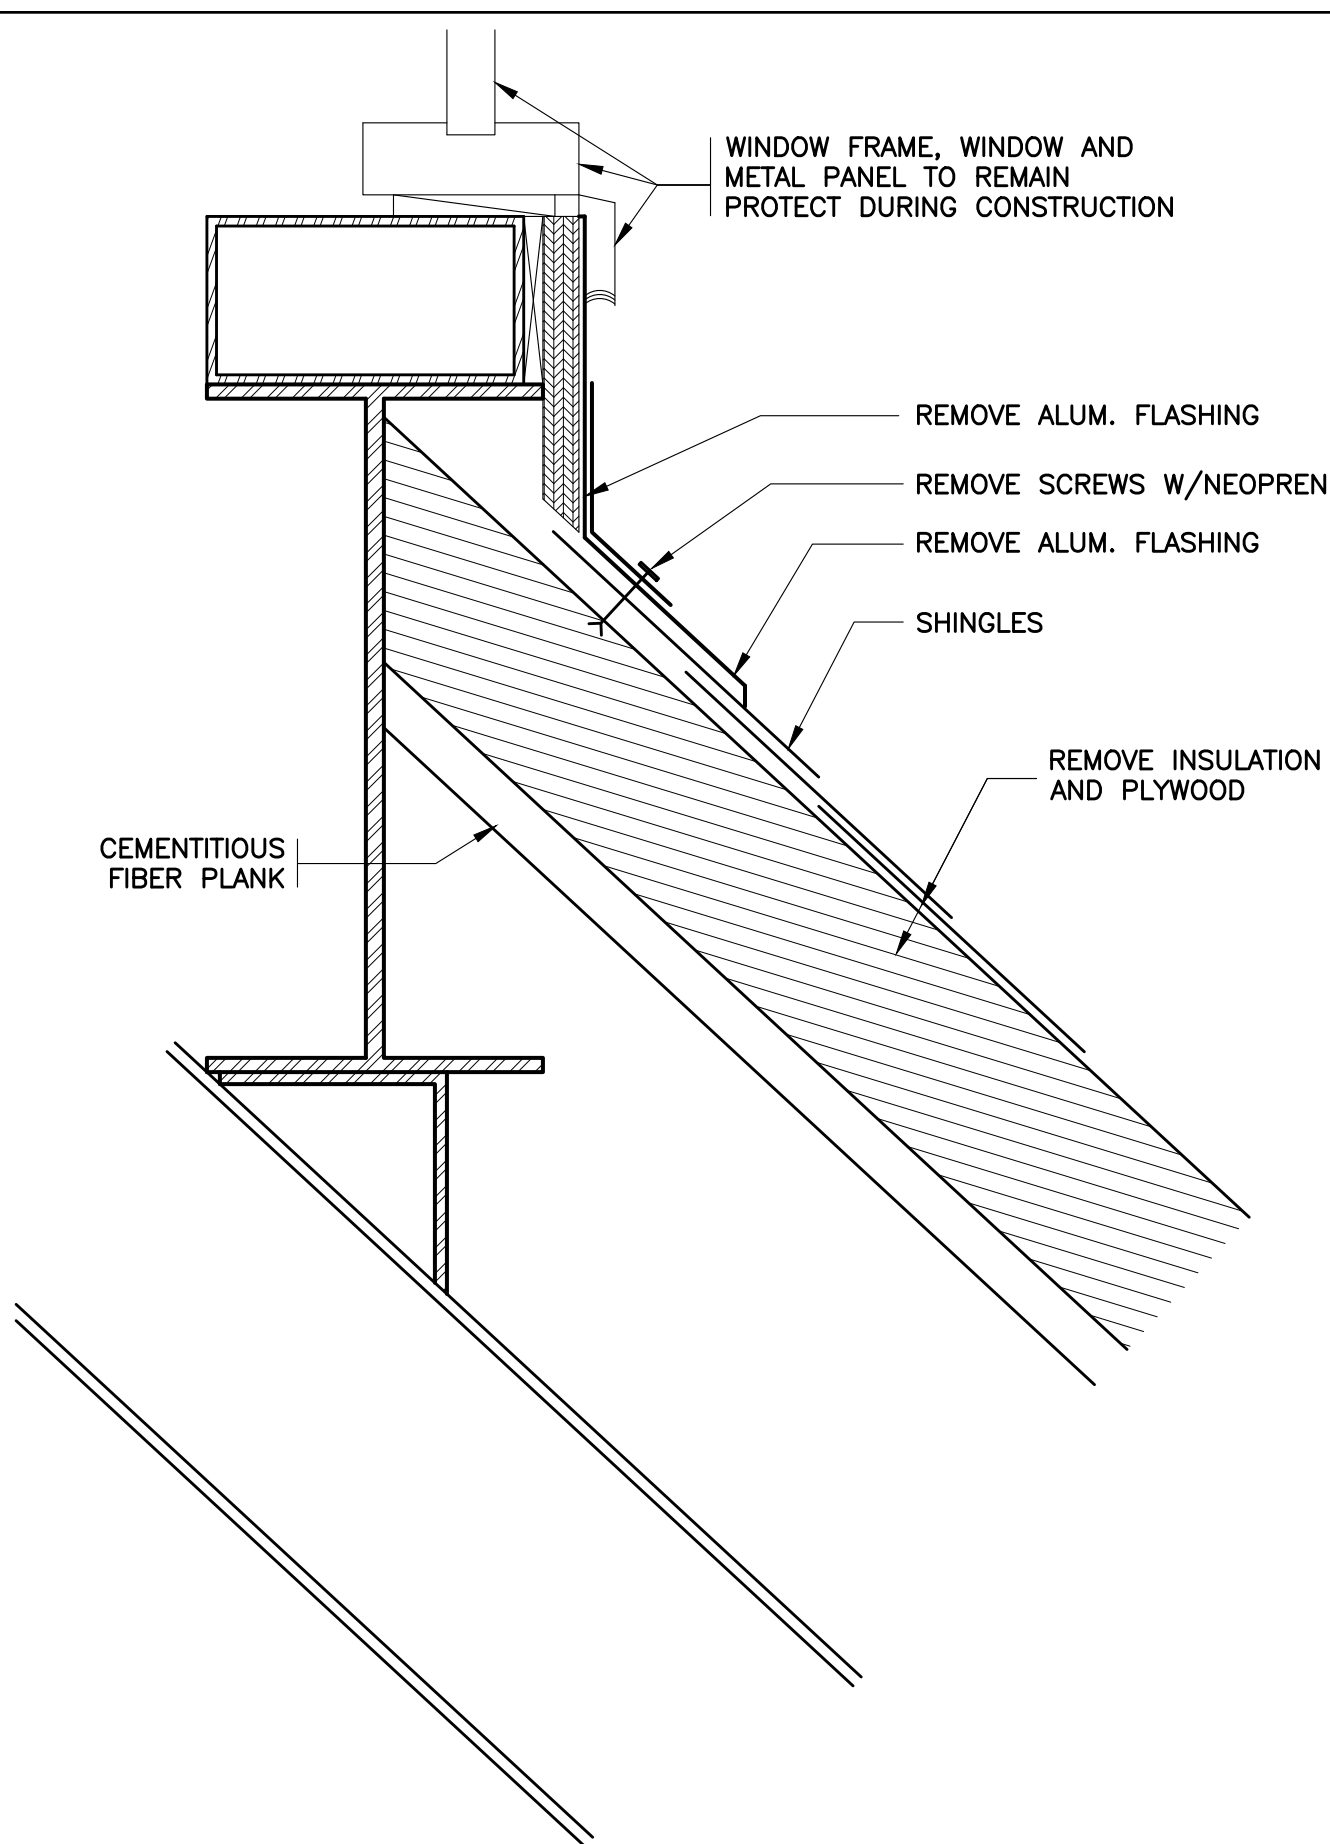 WINDOW FRAME, WINDOW AND
METAL PANEL TO REMAIN
PROTECT DURING CONSTRUCTION
REMOVE ALUM. FLASHING
REMOVE SCREWS W/NEOPREN
REMOVE ALUM. FLASHING
SHINGLES
REMOVE INSULATION
AND PLYWOOD
CEMENTITIOUS
FIBER PLANK